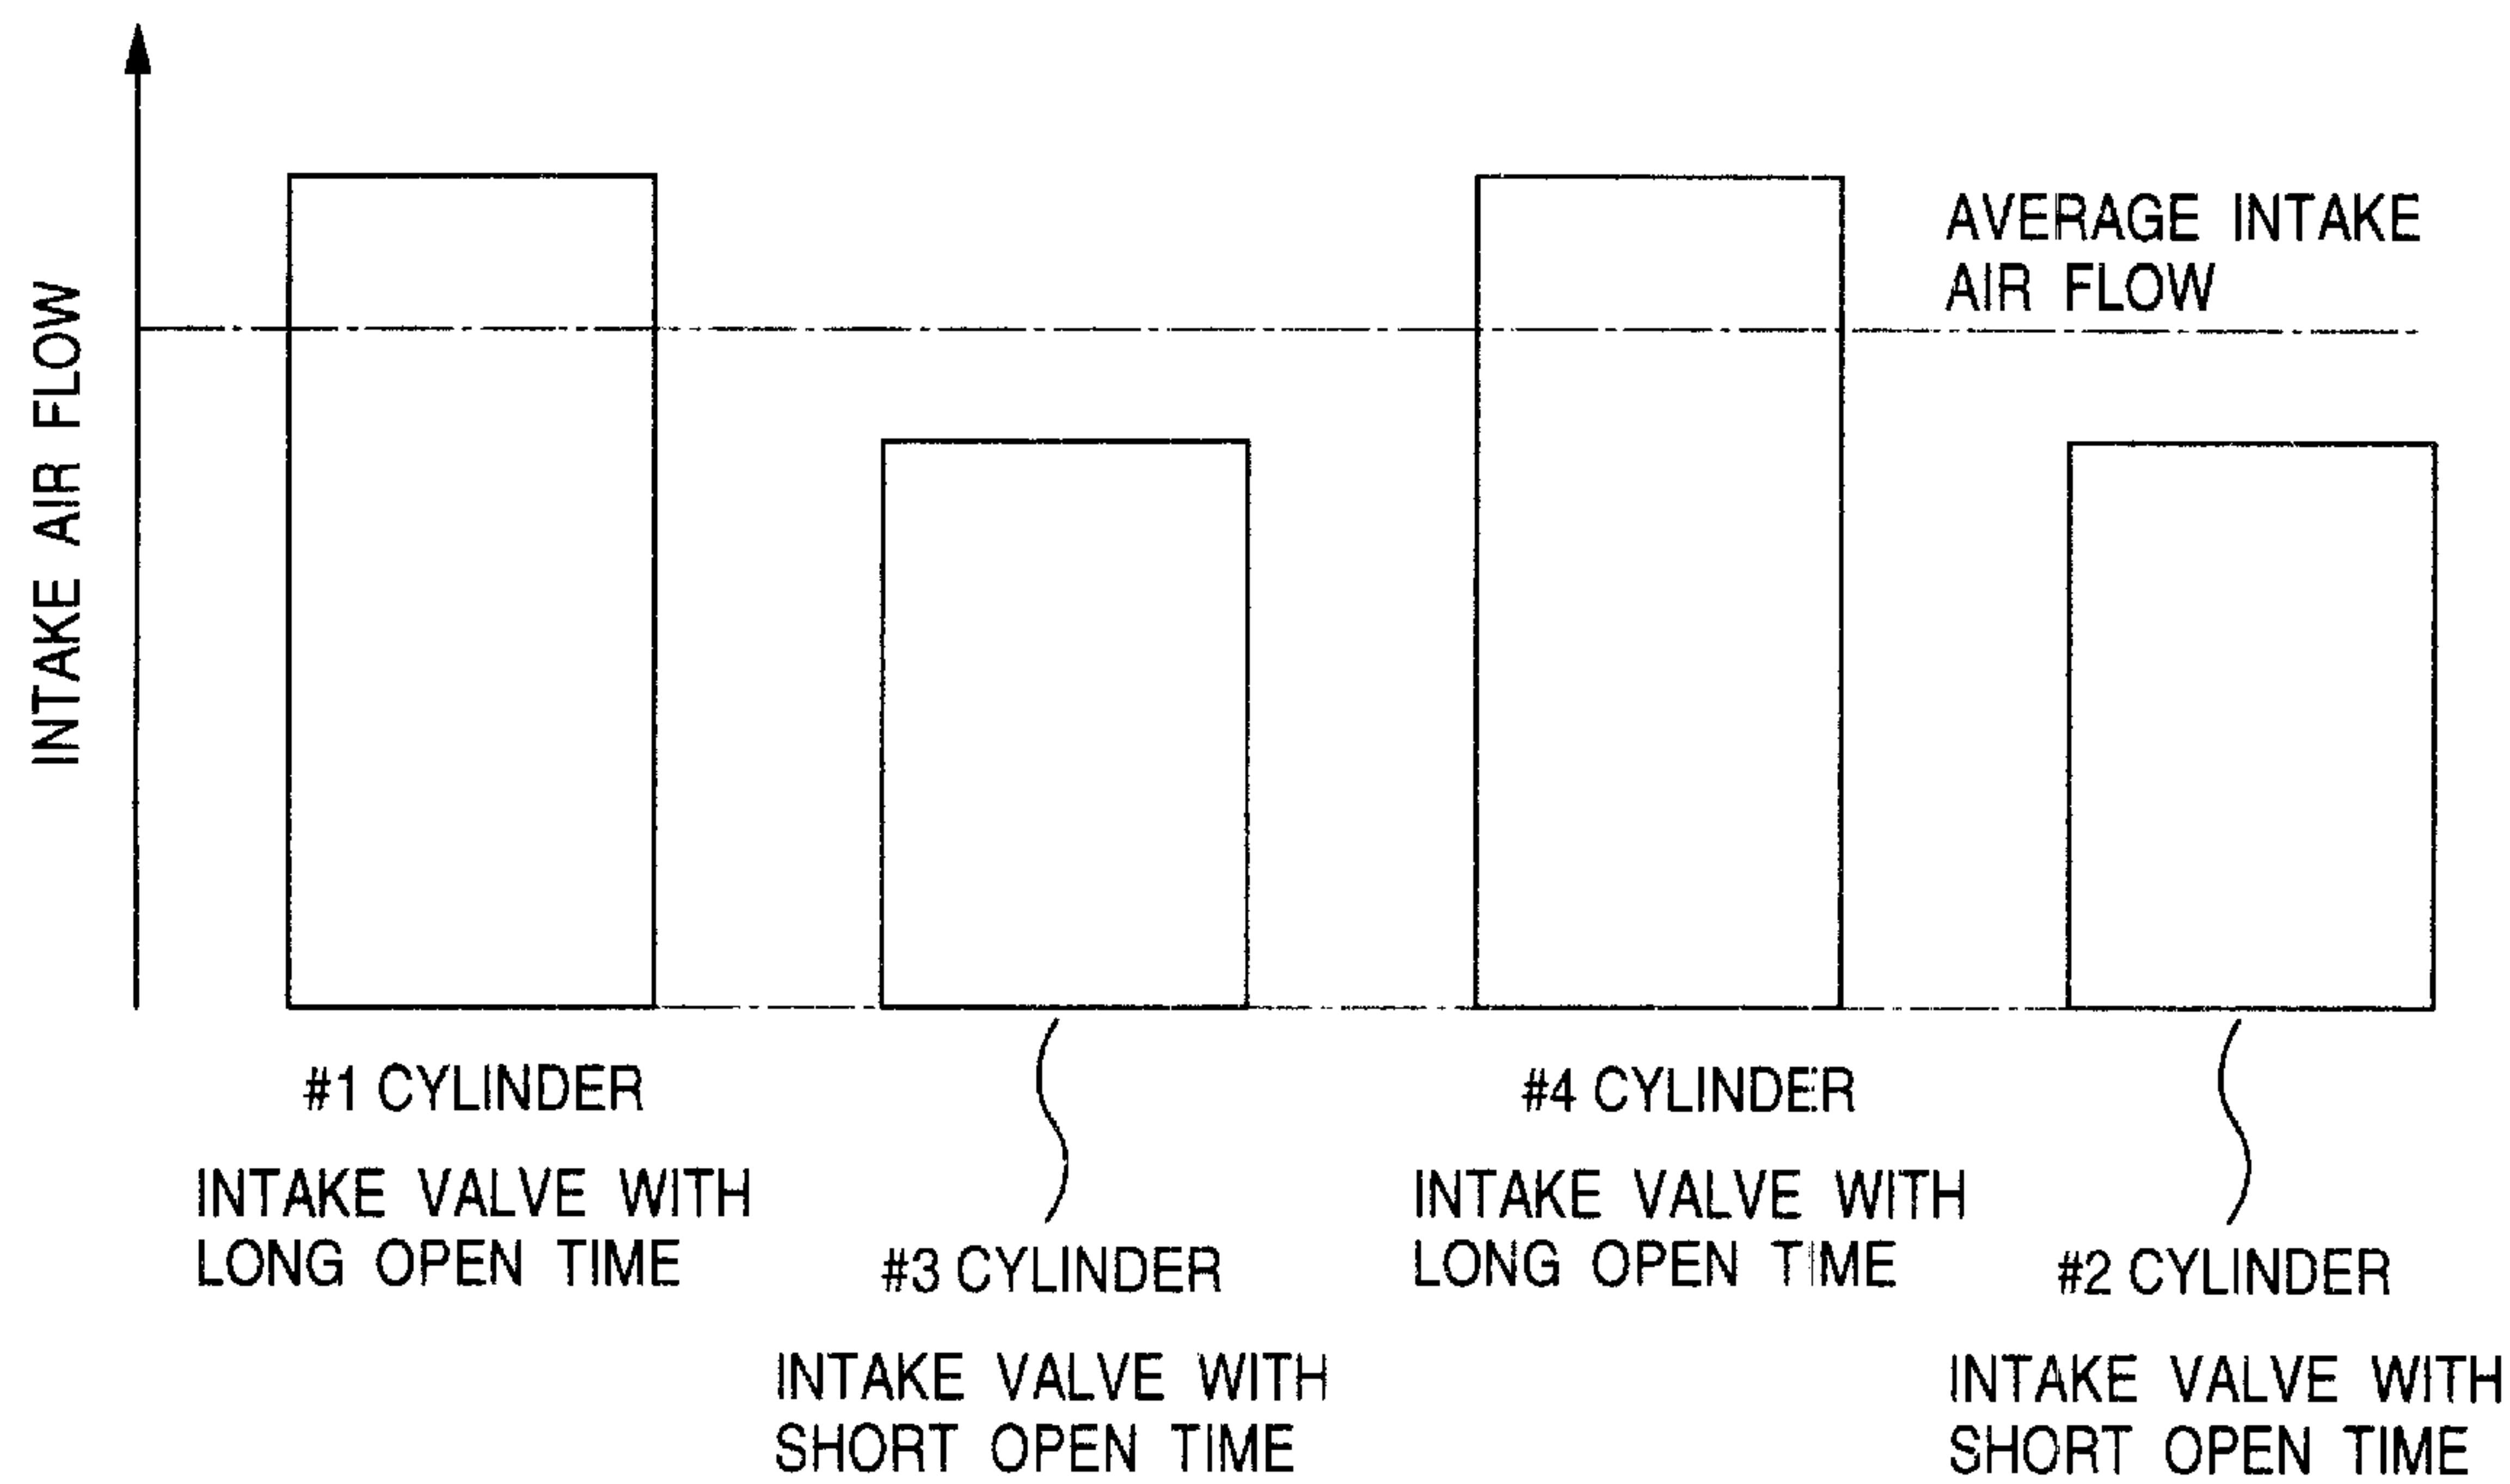 INTAKE AIR FLOW
AVERAGE INTAKE
AIR FLOW
#1 CYLINDER
INTAKE VALVE WITH
LONG OPEN TIME
#3 CYLINDER
INTAKE VALVE WITH
SHORT OPEN TIME
#4 CYLINDER
INTAKE VALVE WITH
LONG OPEN TIME
#2 CYLINDER
INTAKE VALVE WITH
SHORT OPEN TIME